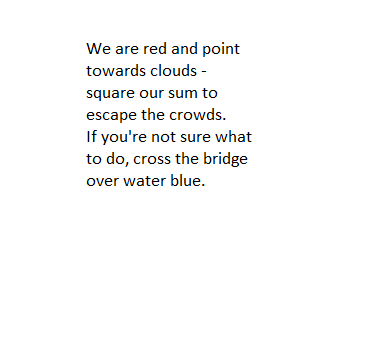 We are red and point
towards clouds -
square our sum to
escape the crowds.
If you're not sure what
to do, cross the bridge
over water blue.